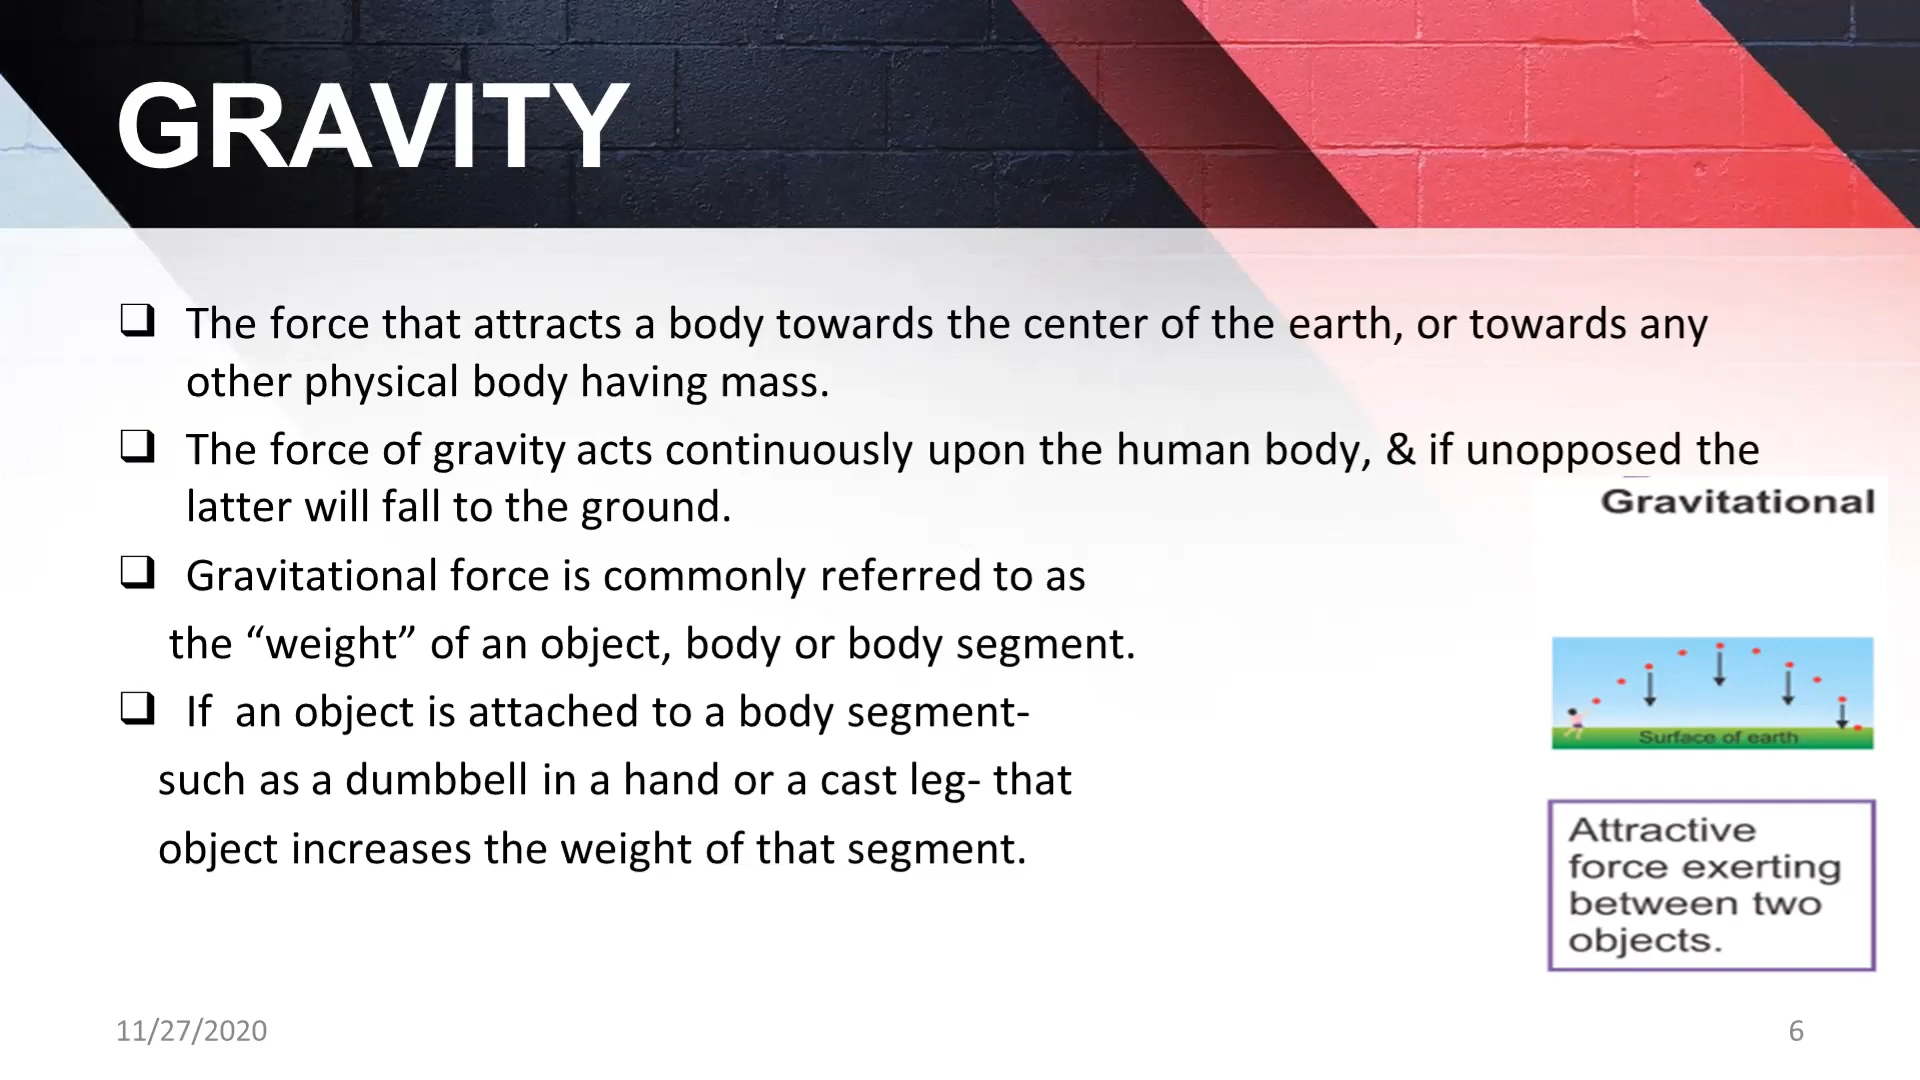 GRAVITY
❑ The force that attracts a body towards the center of the earth, or towards any
other physical body having mass.
❑ The force of gravity acts continuously upon the human body, & if unopposed the
latter will fall to the ground.
❑ Gravitational force is commonly referred to as
the “weight” of an object, body or body segment.
❑ If an object is attached to a body segment-
such as a dumbbell in a hand or a cast leg- that
object increases the weight of that segment.
Gravitational
Surface of earth
Attractive
force exerting
between two
objects.
11/27/2020
6